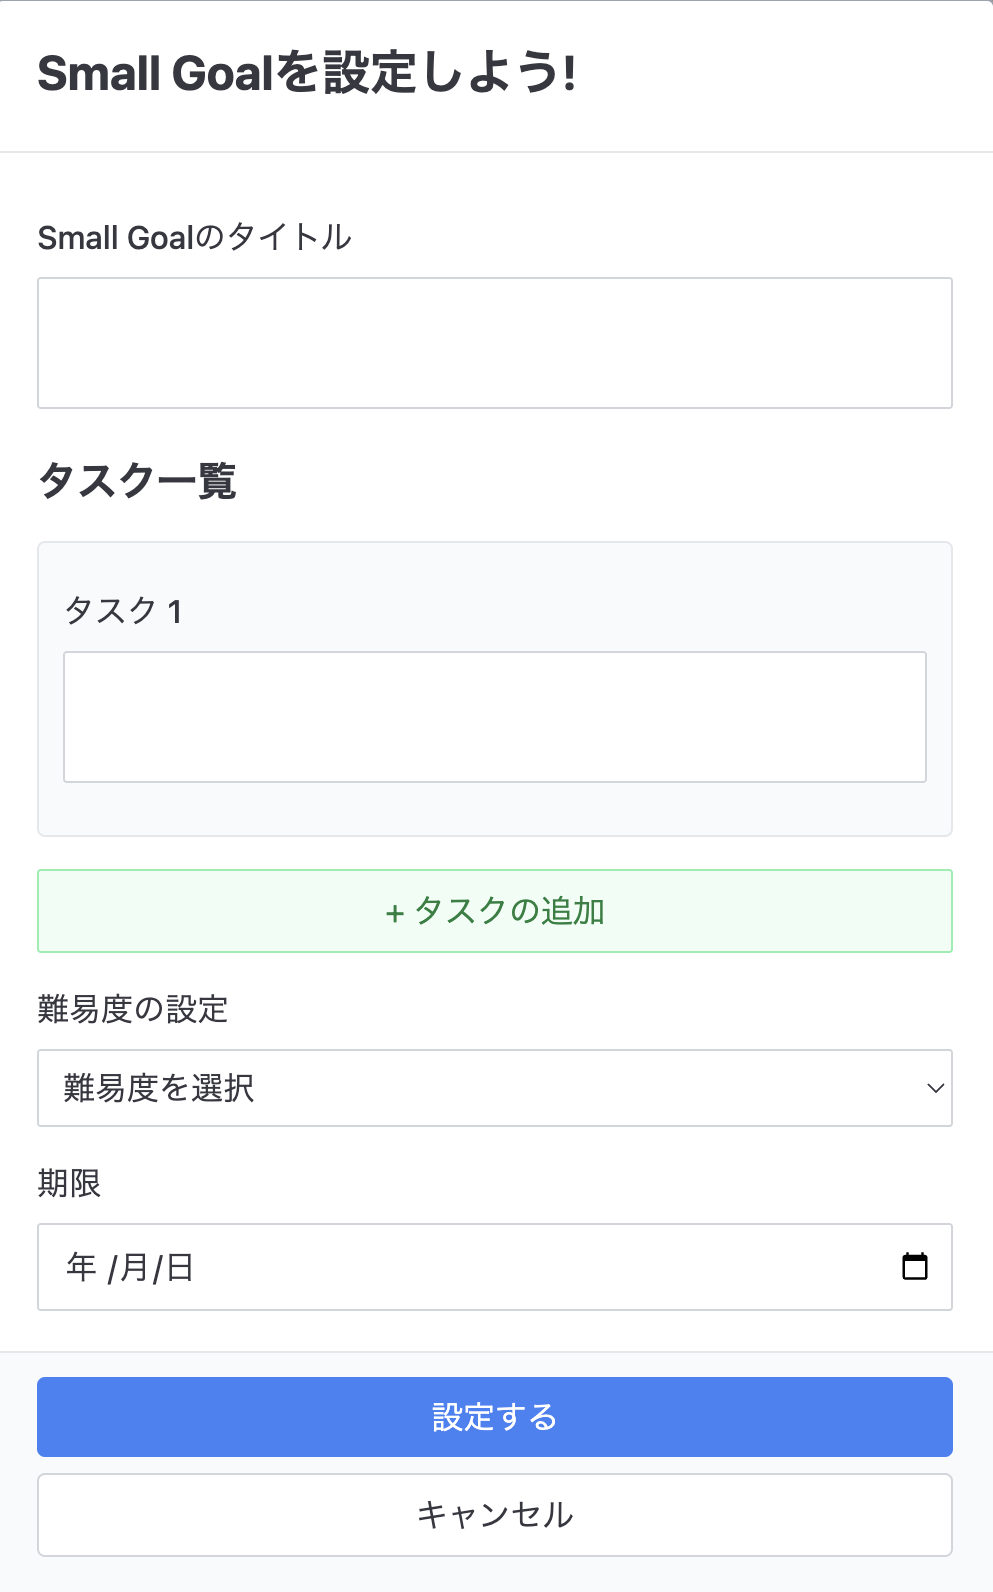 Small Goalを設定しよう!
Small Goalのタイトル
タスク一覧
タスク 1
+ タスクの追加
難易度の設定
難易度を選択
期限
年 /月/日
設定する
キャンセル